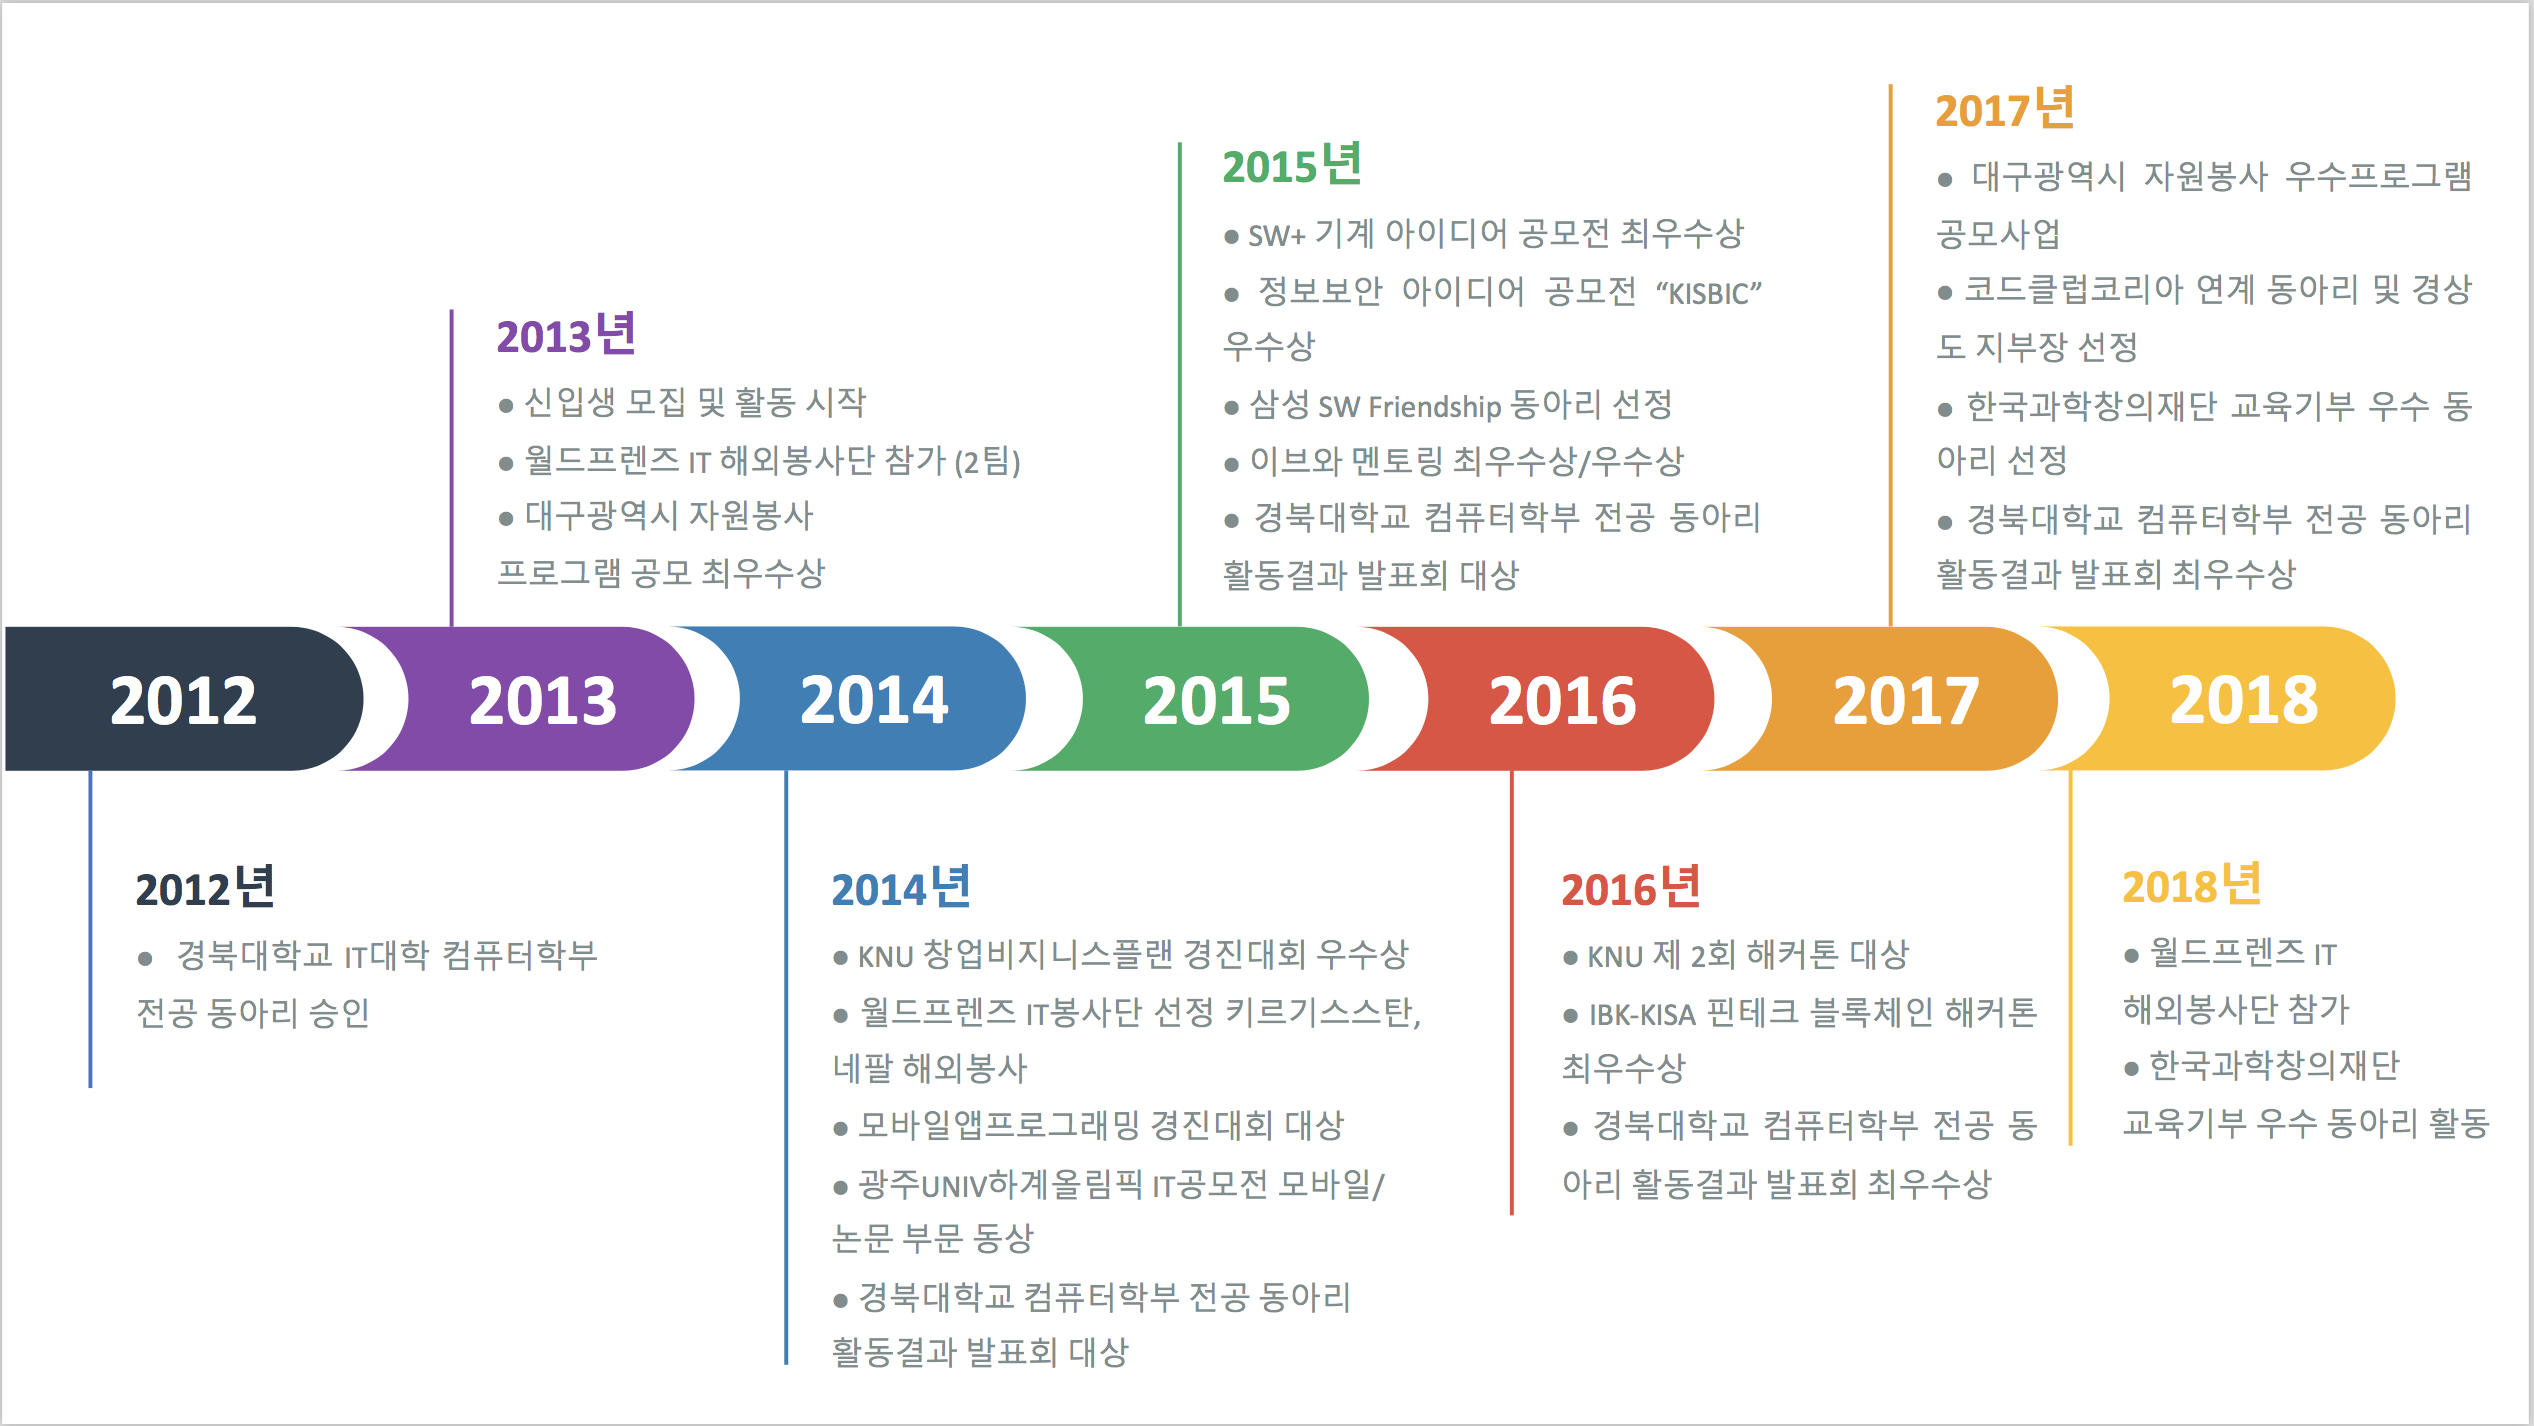 2017년
● 대구광역시 자원봉사 우수프로그램
공모사업
● 코드클럽코리아 연계 동아리 및 경상
도 지부장 선정
● 한국과학창의재단 교육기부 우수 동
아리 선정
● 경북대학교 컴퓨터학부 전공 동아리
활동결과 발표회 최우수상
2015년
● SW+ 기계 아이디어 공모전 최우수상
● 정보보안 아이디어 공모전 “KISBIC”
우수상
● 삼성 SW Friendship 동아리 선정
● 이브와 멘토링 최우수상/우수상
● 경북대학교 컴퓨터학부 전공 동아리
활동결과 발표회 대상
2013년
● 신입생 모집 및 활동 시작
● 월드프렌즈 IT 해외봉사단 참가 (2팀)
● 대구광역시 자원봉사
프로그램 공모 최우수상
2012
2013
2014
2015
2016
2017
2018
2012년
● 경북대학교 IT대학 컴퓨터학부
전공 동아리 승인
2014년
● KNU 창업비지니스플랜 경진대회 우수상
● 월드프렌즈 IT봉사단 선정 키르기스스탄,
네팔 해외봉사
● 모바일앱프로그래밍 경진대회 대상
● 광주UNIV하계올림픽 IT공모전 모바일/
논문 부문 동상
● 경북대학교 컴퓨터학부 전공 동아리
활동결과 발표회 대상
2016년
● KNU 제 2회 해커톤 대상
● IBK-KISA 핀테크 블록체인 해커톤
최우수상
● 경북대학교 컴퓨터학부 전공 동
아리 활동결과 발표회 최우수상
2018년
● 월드프렌즈 IT
해외봉사단 참가
● 한국과학창의재단
교육기부 우수 동아리 활동